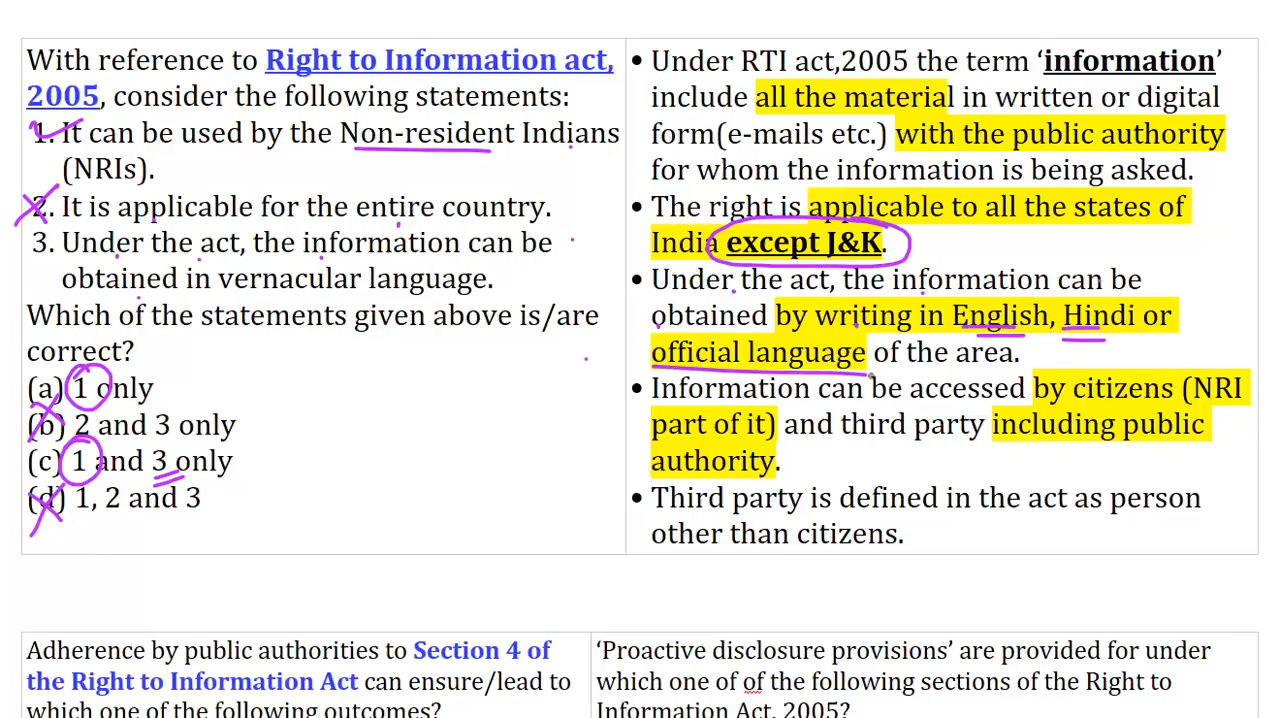 With reference to Right to Information act,
2005, consider the following statements:
1. It can be used by the Non-resident Indians
(NRIs).
2. It is applicable for the entire country.
3. Under the act, the information can be
obtained in vernacular language.
Which of the statements given above is/are
correct?
(a) 1 only
(b) 2 and 3 only
(c) 1 and 3 only
(d) 1, 2 and 3
• Under RTI act,2005 the term ‘information’
include all the material in written or digital
form(e-mails etc.) with the public authority
for whom the information is being asked.
• The right is applicable to all the states of
India except J&K.
• Under the act, the information can be
obtained by writing in English, Hindi or
official language of the area.
• Information can be accessed by citizens (NRI
part of it) and third party including public
authority.
• Third party is defined in the act as person
other than citizens.
Adherence by public authorities to Section 4 of
the Right to Information Act can ensure/lead to
which one of the following outcomes?
‘Proactive disclosure provisions’ are provided for under
which one of of the following sections of the Right to
Information Act, 2005?